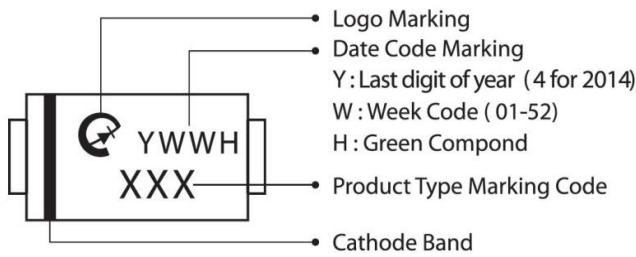 Logo Marking
Date Code Marking
Y : Last digit of year ( 4 for 2014)
W : Week Code ( 01-52)
H : Green Compond
YWWH
XXX
Product Type Marking Code
Cathode Band